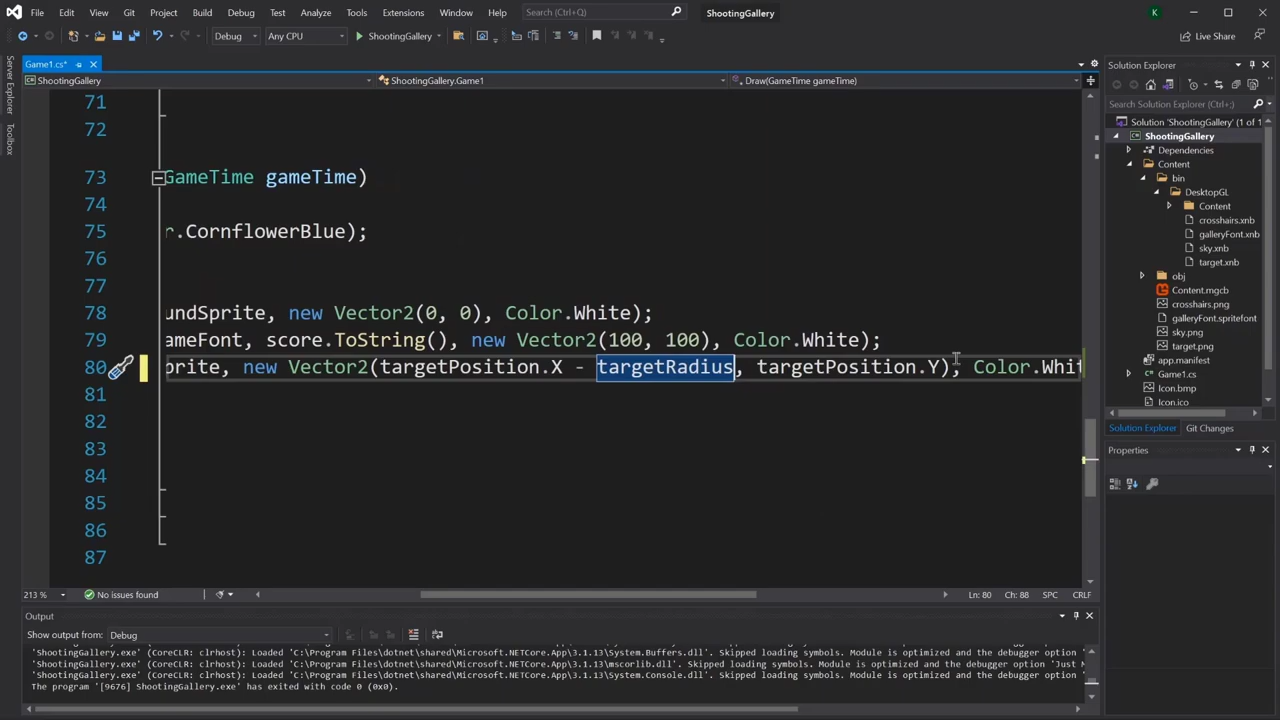 File Edit View Git Project Build Debug Test Analyze Tools Extensions Window Help Search (Ctrl+Q) ShootingGallery K
Debug Any CPU ShootingGallery Live Share
Server Explorer
Toolbox
Game1.cs*
ShootingGallery ShootingGallery.Game1 Draw(GameTime gameTime)
71
72
73 GameTime gameTime)
74
75 r.CornflowerBlue);
76
77
78 undSprite, new Vector2(0, 0), Color.White);
79 ameFont, score.ToString(), new Vector2(100, 100), Color.White);
80 prite, new Vector2(targetPosition.X - targetRadius, targetPosition.Y), Color.Whit
81
82
83
84
85
86
87
213 % No issues found Ln: 80 Ch: 88 SPC CRLF
Output
Show output from: Debug
'ShootingGallery.exe' (CoreCLR: clrhost): Loaded 'C:\Program Files\dotnet\shared\Microsoft.NETCore.App\3.1.13\System.Buffers.dll'. Skipped loading symbols. Module is optimized and the debugger option '
'ShootingGallery.exe' (CoreCLR: clrhost): Loaded 'C:\Program Files\dotnet\shared\Microsoft.NETCore.App\3.1.13\mscorlib.dll'. Skipped loading symbols. Module is optimized and the debugger option 'Just M
'ShootingGallery.exe' (CoreCLR: clrhost): Loaded 'C:\Program Files\dotnet\shared\Microsoft.NETCore.App\3.1.13\System.Console.dll'. Skipped loading symbols. Module is optimized and the debugger option '
The program '[9676] ShootingGallery.exe' has exited with code 0 (0x0).
Solution Explorer
Search Solution Explorer (Ctrl+;)
Solution 'ShootingGallery' (1 of 1
ShootingGallery
Dependencies
Content
bin
DesktopGL
Content
crosshairs.xnb
galleryFont.xnb
sky.xnb
target.xnb
obj
Content.mgcb
crosshairs.png
galleryFont.spritefont
sky.png
target.png
app.manifest
Game1.cs
Icon.bmp
Icon.ico
Solution Explorer Git Changes
Properties